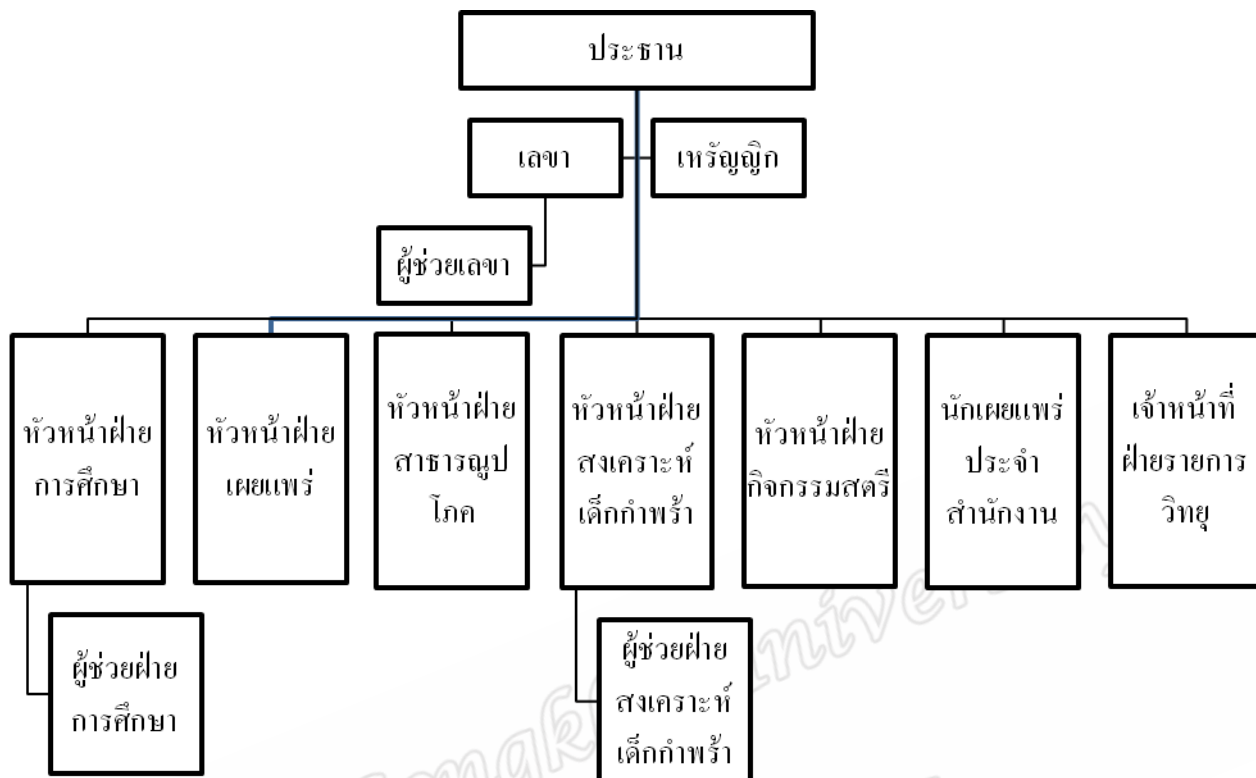 ประธาน
เลขา
เหรัญญิก
ผู้ช่วยเลขา
หัวหน้าฝ่าย
การศึกษา
หัวหน้าฝ่าย
เผยแพร่
หัวหน้าฝ่าย
สาธารณูป
โภค
หัวหน้าฝ่าย
สงเคราะห์
เด็กกำพร้า
หัวหน้าฝ่าย
กิจกรรมสตรี
นักเผยแพร่
ประจำ
สำนักงาน
เจ้าหน้าที่
ฝ่ายรายการ
วิทยุ
ผู้ช่วยฝ่าย
การศึกษา
ผู้ช่วยฝ่าย
สงเคราะห์
เด็กกำพร้า